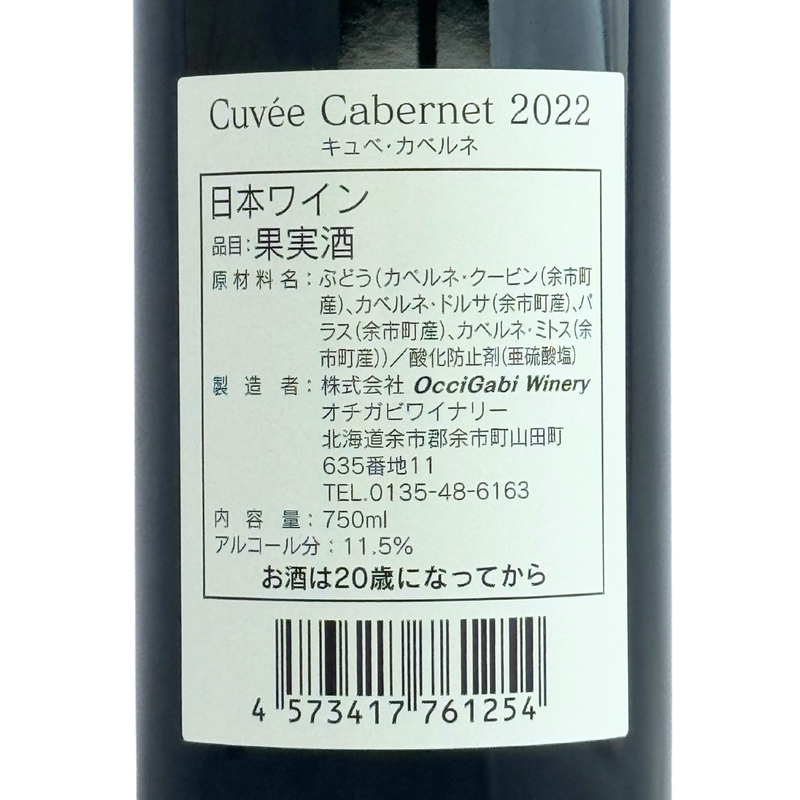 Cuvée Cabernet 2022
キュベ・カベルネ
日本ワイン
品目：果実酒
原材料名：ぶどう（カベルネ・クービン（余市町
産）、カベルネ・ドルサ（余市町産）、パ
ラス（余市町産）、カベルネ・ミトス（余
市町産））／酸化防止剤（亜硫酸塩）
製造者：株式会社 OcciGabi Winery
オチガビワイナリー
北海道余市郡余市町山田町
635番地11
TEL.0135-48-6163
内容量：750ml
アルコール分：11.5%
お酒は20歳になってから
4 573417 761254